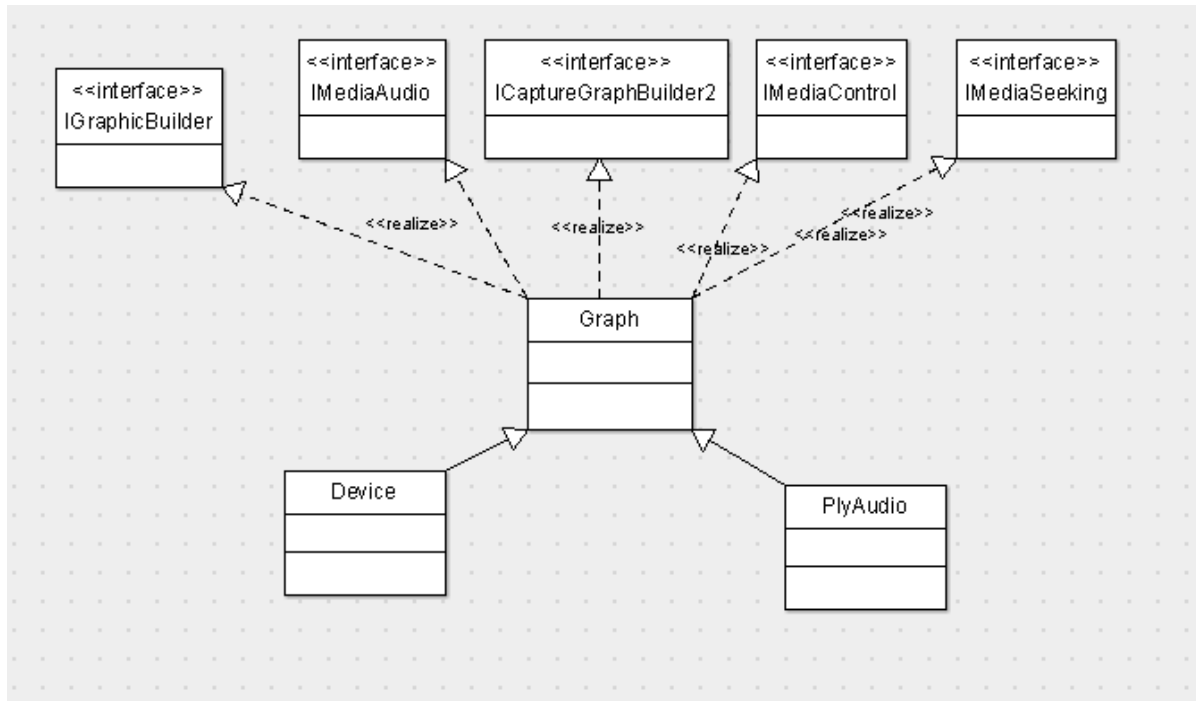 <<interface>>
IGraphicBuilder
<<interface>>
IMediaAudio
<<interface>>
ICaptureGraphBuilder2
<<interface>>
IMediaControl
<<interface>>
IMediaSeeking
<<realize>>
<<realize>>
<<realize>>
<<realize>>
<<realize>>
Graph
Device
PlyAudio